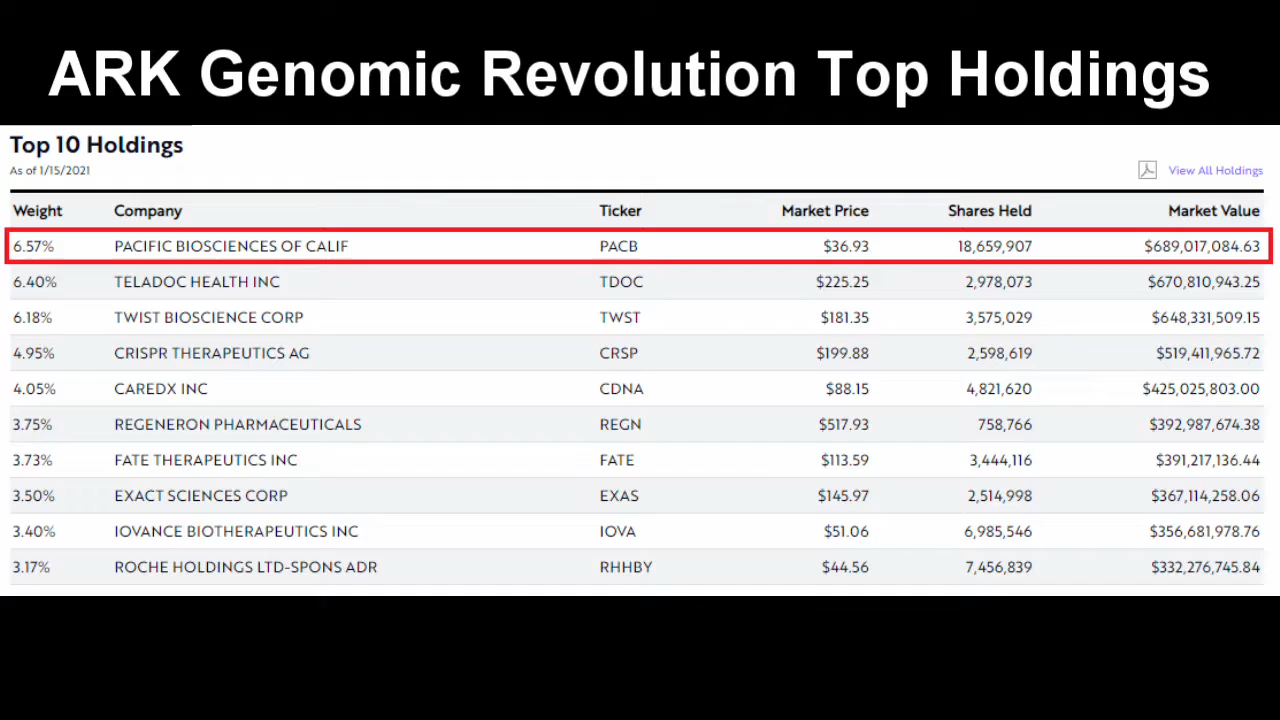 ARK Genomic Revolution Top Holdings
Top 10 Holdings
As of 1/15/2021
View All Holdings
Weight Company Ticker Market Price Shares Held Market Value
6.57% PACIFIC BIOSCIENCES OF CALIF PACB $36.93 18,659,907 $689,017,084.63
6.40% TELADOC HEALTH INC TDOC $225.25 2,978,073 $670,810,943.25
6.18% TWIST BIOSCIENCE CORP TWST $181.35 3,575,029 $648,331,509.15
4.95% CRISPR THERAPEUTICS AG CRSP $199.88 2,598,619 $519,411,965.72
4.05% CAREDX INC CDNA $88.15 4,821,620 $425,025,803.00
3.75% REGENERON PHARMACEUTICALS REGN $517.93 758,766 $392,987,674.38
3.73% FATE THERAPEUTICS INC FATE $113.59 3,444,116 $391,217,136.44
3.50% EXACT SCIENCES CORP EXAS $145.97 2,514,998 $367,114,258.06
3.40% IOVANCE BIOTHERAPEUTICS INC IOVA $51.06 6,985,546 $356,681,978.76
3.17% ROCHE HOLDINGS LTD-SPONS ADR RHHBY $44.56 7,456,839 $332,276,745.84